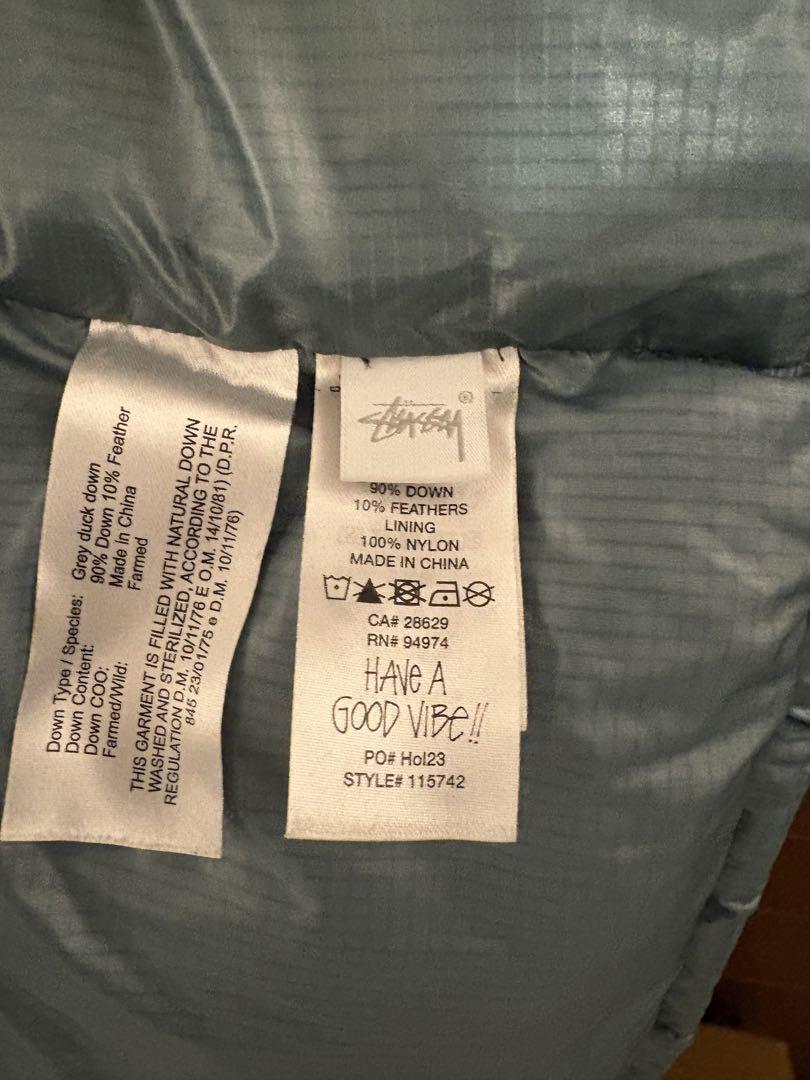 Down Type / Species: Grey duck down
Down Content: 90% Down 10% Feather
Down COO: Made In China
Farmed/Wild: Farmed
THIS GARMENT IS FILLED WITH NATURAL DOWN
WASHED AND STERILIZED, ACCORDING TO THE
REGULATION D.M. 10/11/76 E O.M. 14/10/81) (D.P.R.
845 23/01/75 e D.M. 10/11/76)
STÜSSY®
90% DOWN
10% FEATHERS
LINING
100% NYLON
MADE IN CHINA
CA# 28629
RN# 94974
HAVE A
GOOD VIBE!!
PO# Hol23
STYLE# 115742